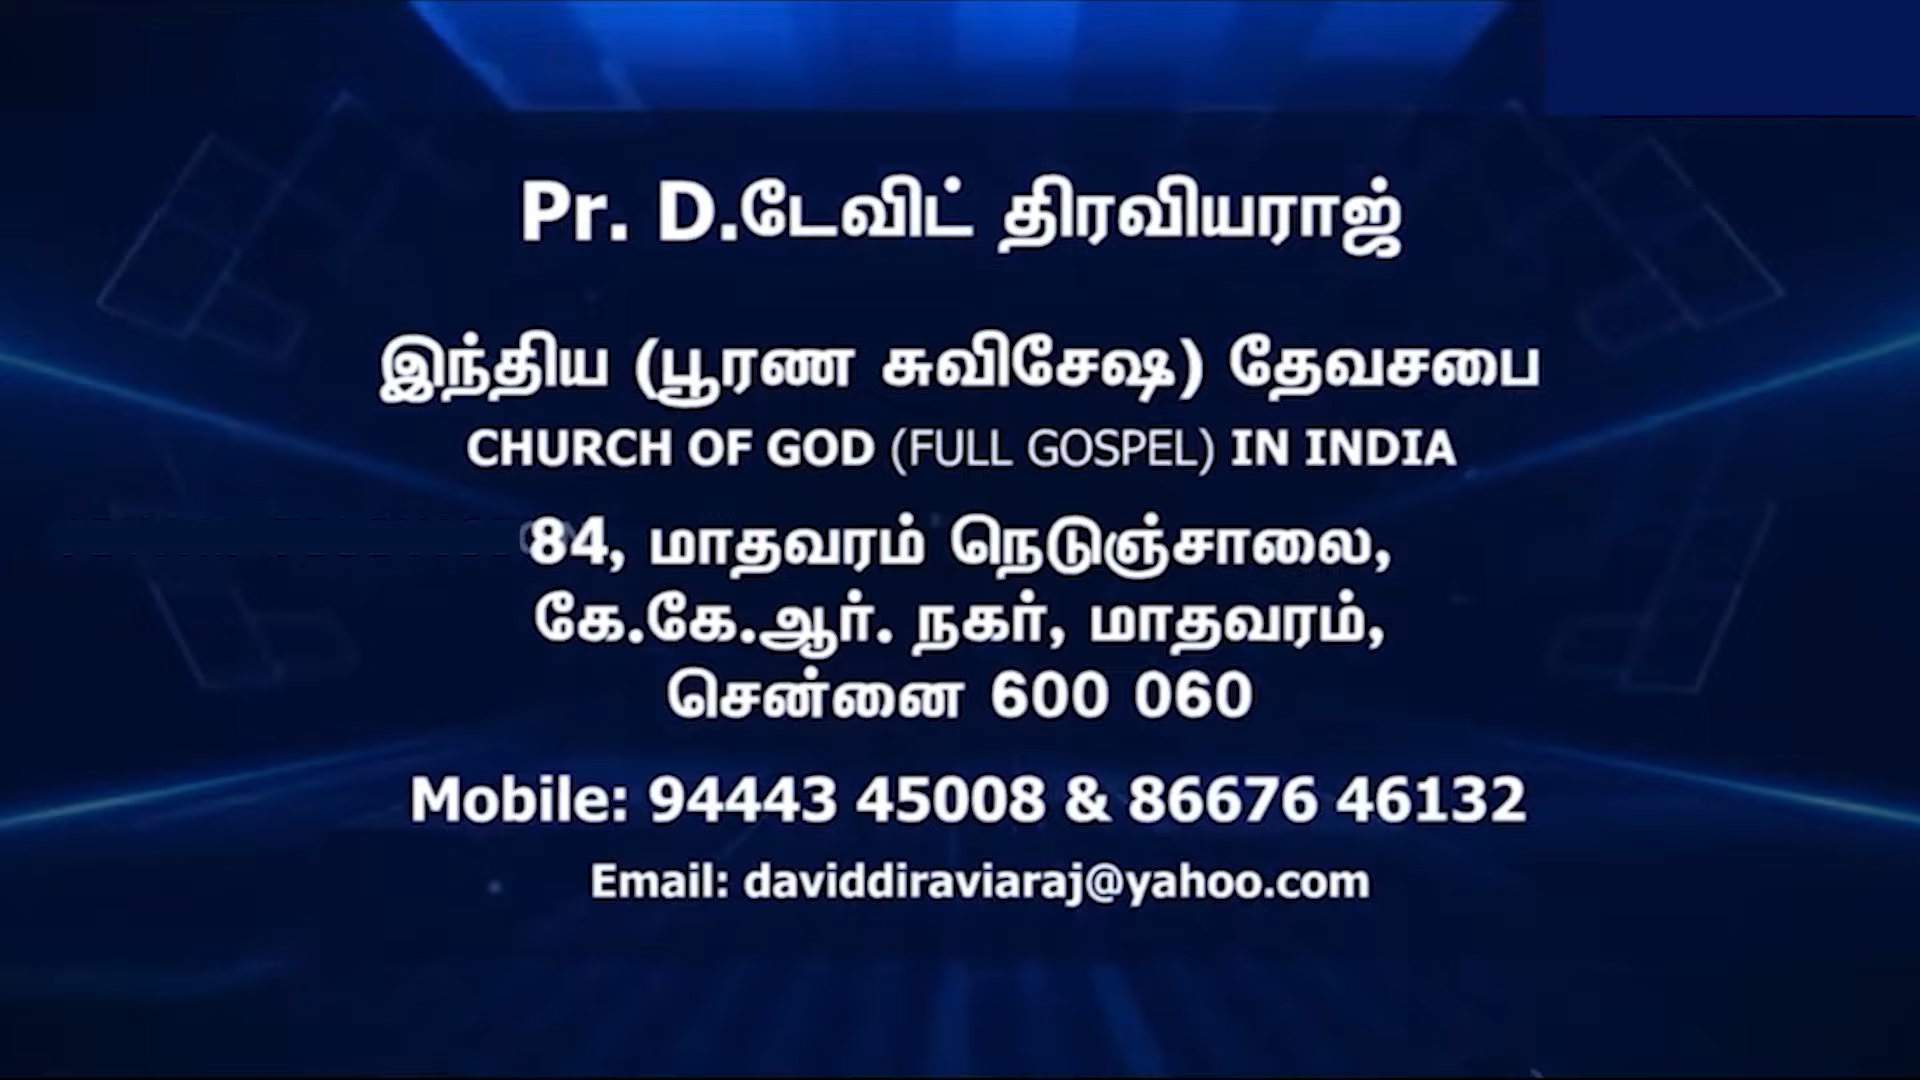 Pr. D.டேவிட் திரவியராஜ்
இந்திய (பூரண சுவிசேஷ) தேவசபை
CHURCH OF GOD (FULL GOSPEL) IN INDIA
84, மாதவரம் நெடுஞ்சாலை,
கே.கே.ஆர். நகர், மாதவரம்,
சென்னை 600 060
Mobile: 94443 45008 & 86676 46132
Email: daviddiraviaraj@yahoo.com